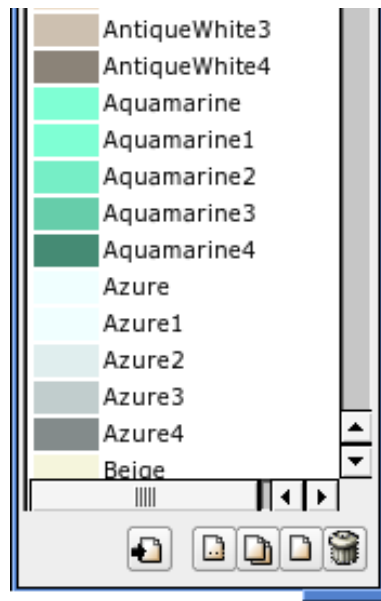 AntiqueWhite3
AntiqueWhite4
Aquamarine
Aquamarine1
Aquamarine2
Aquamarine3
Aquamarine4
Azure
Azure1
Azure2
Azure3
Azure4
Beige